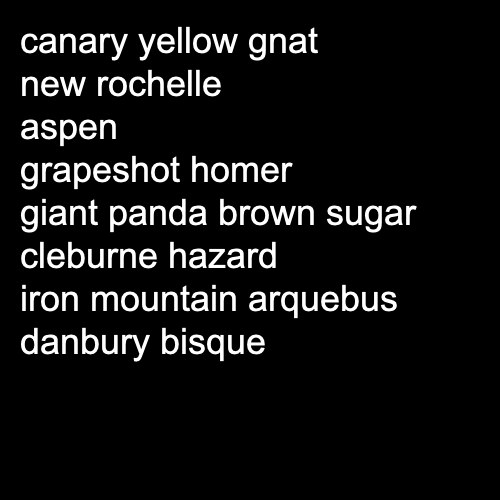 canary yellow gnat
new rochelle
aspen
grapeshot homer
giant panda brown sugar
cleburne hazard
iron mountain arquebus
danbury bisque